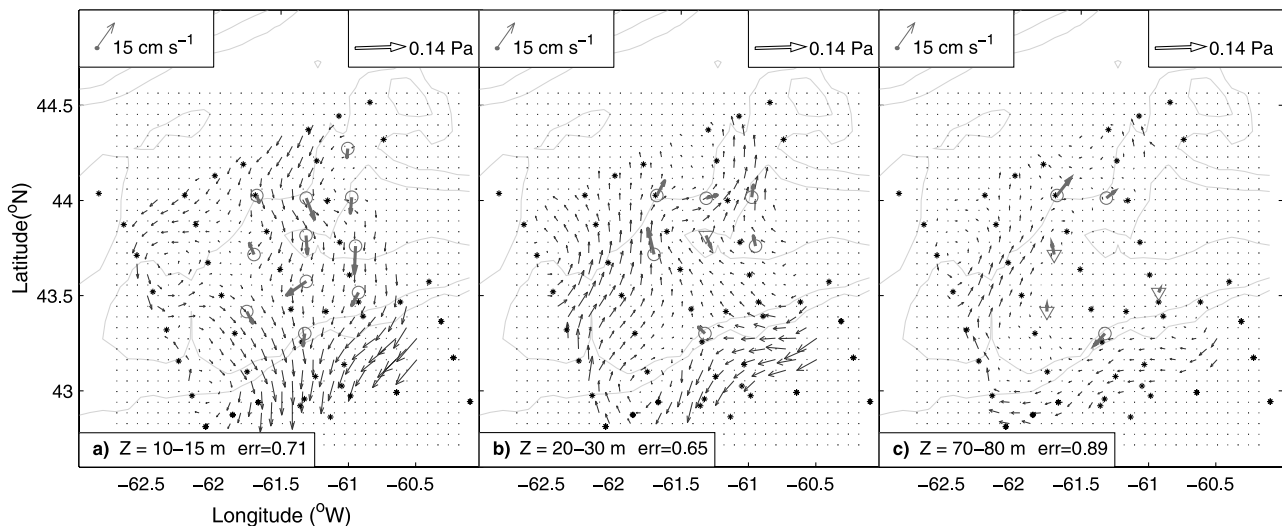 15 cm s⁻¹ 0.14 Pa 15 cm s⁻¹ 0.14 Pa 15 cm s⁻¹ 0.14 Pa
44.5
44
43.5
43
Latitude(°N)
a) Z = 10–15 m err=0.71 b) Z = 20–30 m err=0.65 c) Z = 70–80 m err=0.89
−62.5 −62 −61.5 −61 −60.5 −62.5 −62 −61.5 −61 −60.5 −62.5 −62 −61.5 −61 −60.5
Longitude (°W)